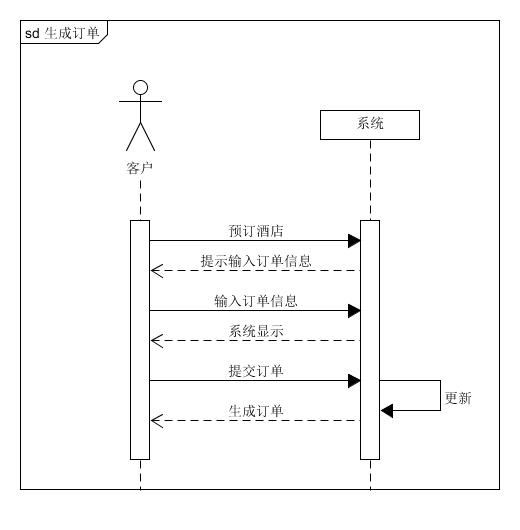 sd 生成订单
系统
客户
预订酒店
提示输入订单信息
输入订单信息
系统显示
提交订单
更新
生成订单